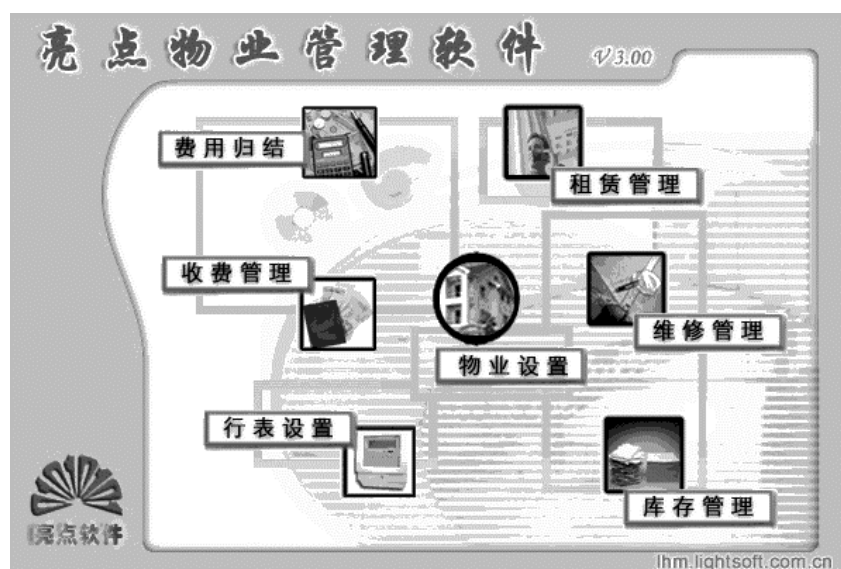 亮点物业管理软件 V3.00
费用归结
租赁管理
收费管理
维修管理
物业设置
行表设置
库存管理
亮点软件
lhm.lightsoft.com.cn